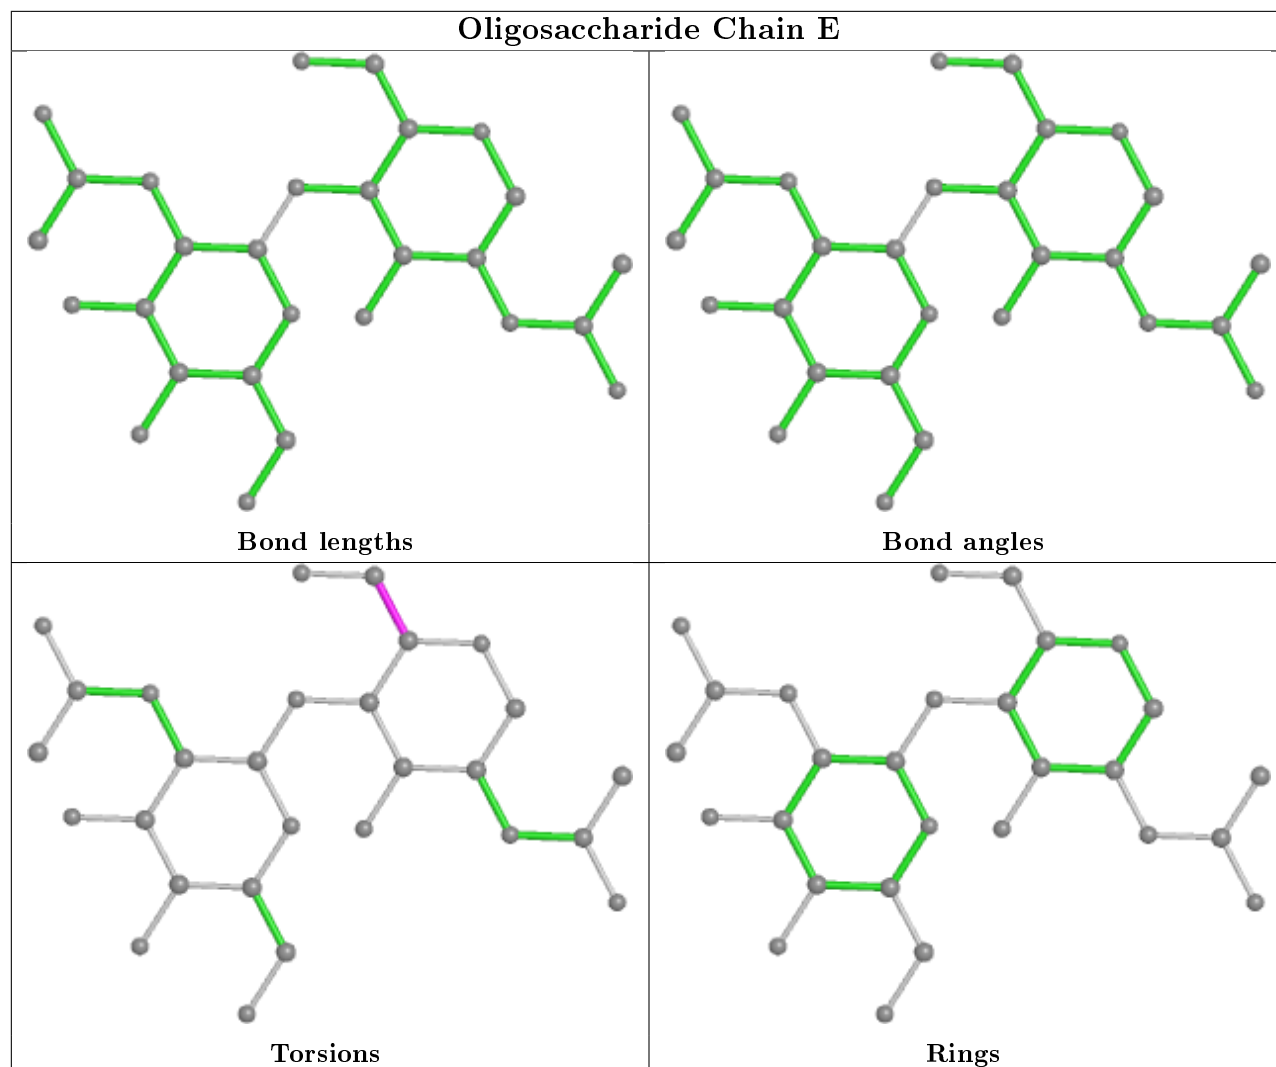 Oligosaccharide Chain E
Bond lengths
Bond angles
Torsions
Rings